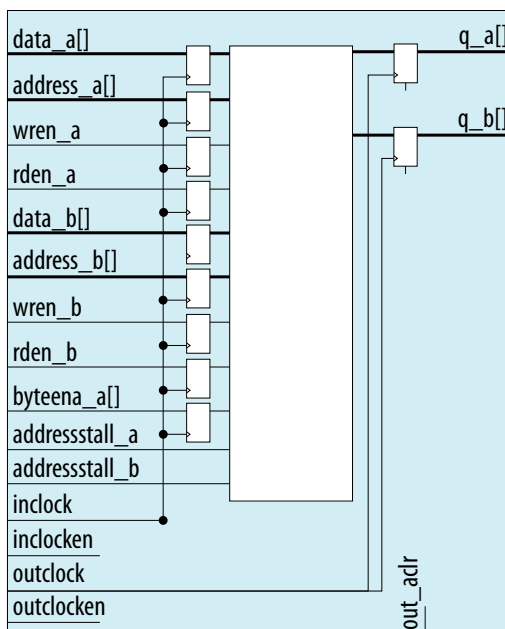 data_a[]
address_a[]
wren_a
rden_a
data_b[]
address_b[]
wren_b
rden_b
byteena_a[]
addressstall_a
addressstall_b
inclock
inclocken
outclock
outclocken
q_a[]
q_b[]
out_aclr